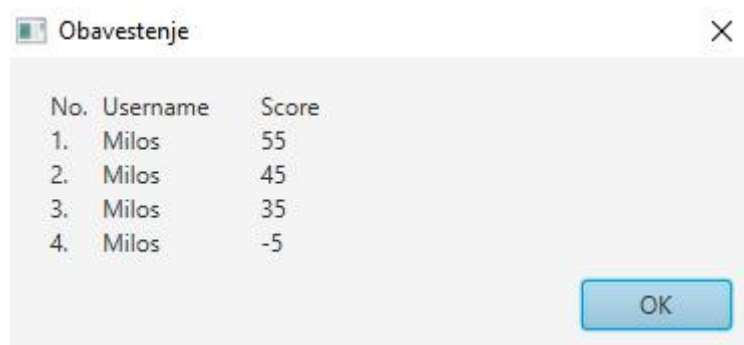 Obavestenje
No. Username Score
1. Milos 55
2. Milos 45
3. Milos 35
4. Milos -5
OK